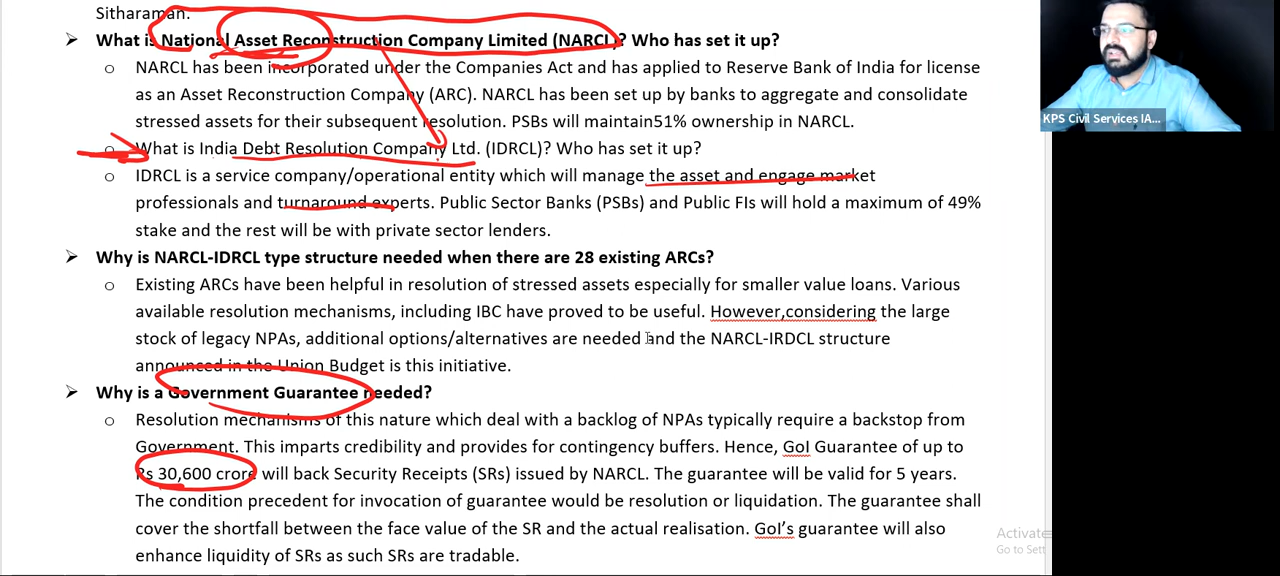 Sitharaman.
➢ What is National Asset Reconstruction Company Limited (NARCL)? Who has set it up?
o NARCL has been incorporated under the Companies Act and has applied to Reserve Bank of India for license
as an Asset Reconstruction Company (ARC). NARCL has been set up by banks to aggregate and consolidate
stressed assets for their subsequent resolution. PSBs will maintain51% ownership in NARCL.
o What is India Debt Resolution Company Ltd. (IDRCL)? Who has set it up?
o IDRCL is a service company/operational entity which will manage the asset and engage market
professionals and turnaround experts. Public Sector Banks (PSBs) and Public FIs will hold a maximum of 49%
stake and the rest will be with private sector lenders.
➢ Why is NARCL-IDRCL type structure needed when there are 28 existing ARCs?
o Existing ARCs have been helpful in resolution of stressed assets especially for smaller value loans. Various
available resolution mechanisms, including IBC have proved to be useful. However,considering the large
stock of legacy NPAs, additional options/alternatives are needed and the NARCL-IRDCL structure
announced in the Union Budget is this initiative.
➢ Why is a Government Guarantee needed?
o Resolution mechanisms of this nature which deal with a backlog of NPAs typically require a backstop from
Government. This imparts credibility and provides for contingency buffers. Hence, GoI Guarantee of up to
Rs 30,600 crore will back Security Receipts (SRs) issued by NARCL. The guarantee will be valid for 5 years.
The condition precedent for invocation of guarantee would be resolution or liquidation. The guarantee shall
cover the shortfall between the face value of the SR and the actual realisation. GoI's guarantee will also
enhance liquidity of SRs as such SRs are tradable.
KPS Civil Services IA...
Activate
Go to Sett